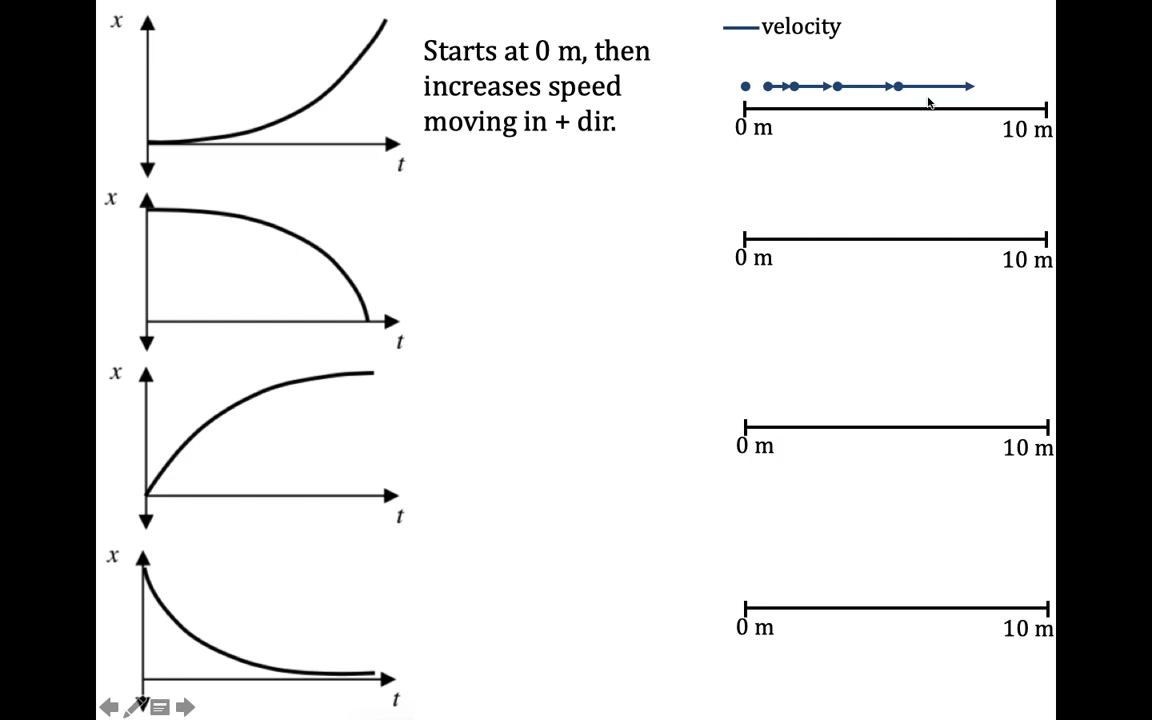 x
t
Starts at 0 m, then
increases speed
moving in + dir.
velocity
0 m
10 m
x
t
0 m
10 m
x
t
0 m
10 m
x
t
0 m
10 m